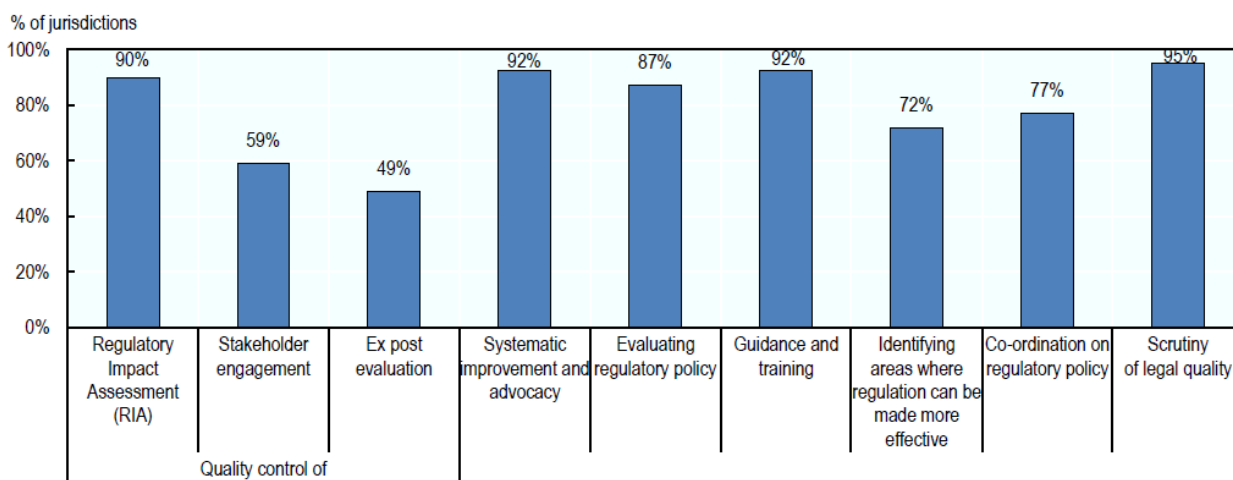 % of jurisdictions
100%
80%
60%
40%
20%
0%
90%
59%
49%
92%
87%
92%
72%
77%
95%
Regulatory
Impact
Assessment
(RIA)
Stakeholder
engagement
Ex post
evaluation
Systematic
improvement and
advocacy
Evaluating
regulatory policy
Guidance and
training
Identifying
areas where
regulation can be
made more
effective
Co-ordination on
regulatory policy
Scrutiny
of legal quality
Quality control of